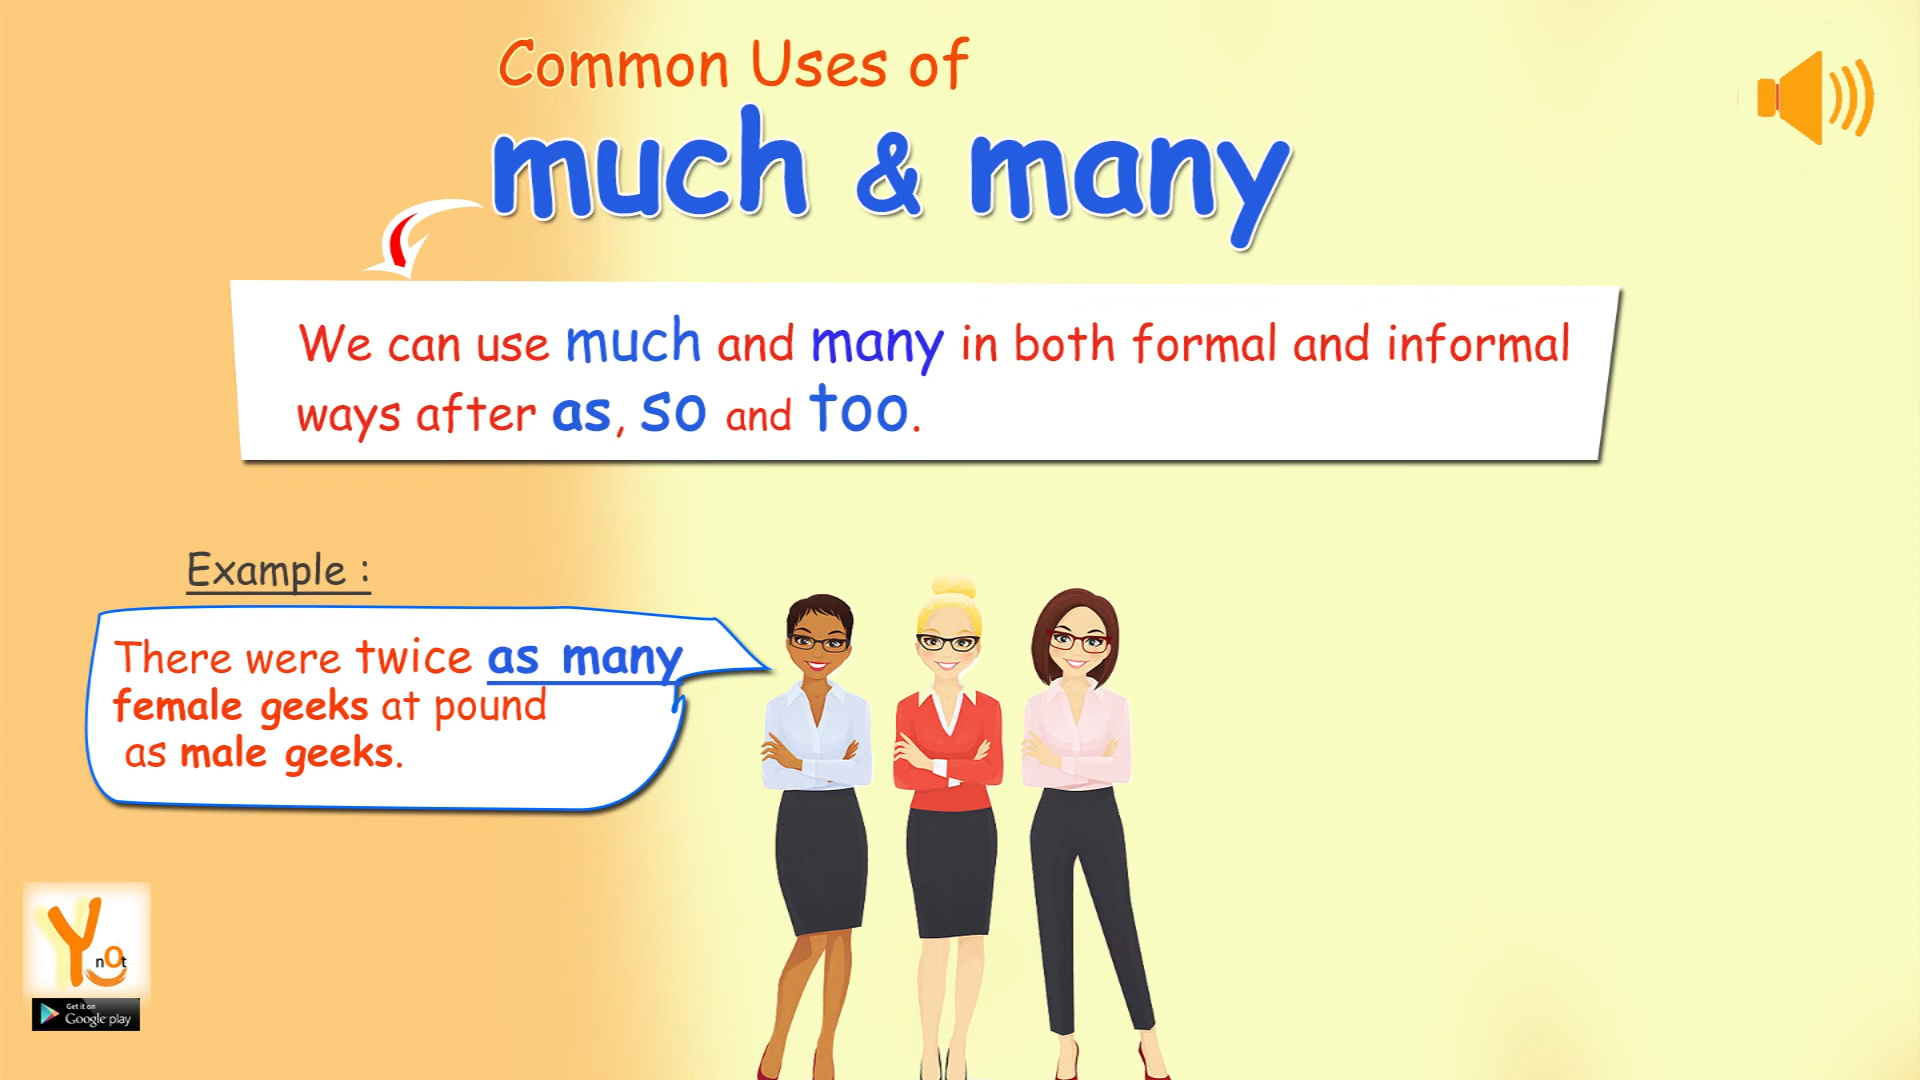 Common Uses of
much & many
We can use much and many in both formal and informal
ways after as, so and too.
Example :
There were twice as many
female geeks at pound
as male geeks.
Y
nOt
Get it on
Google play